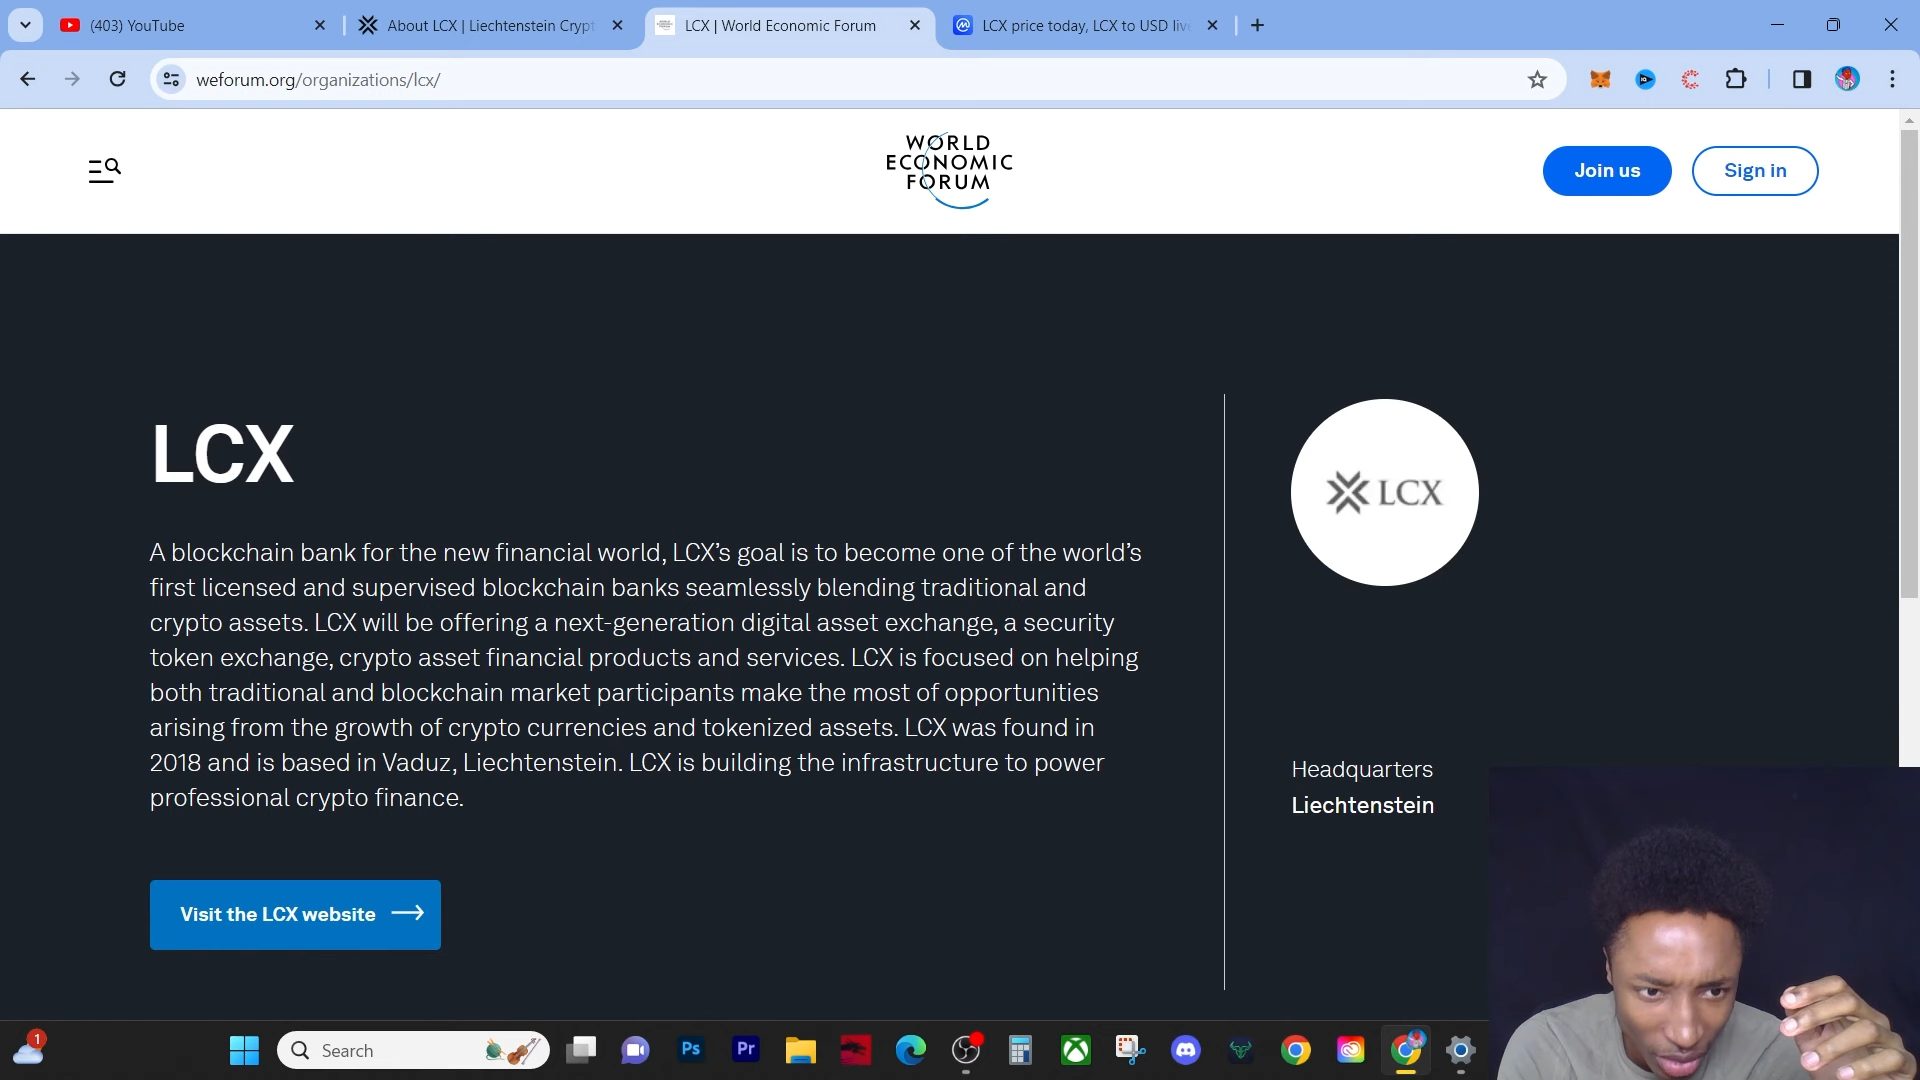 (403) YouTube
About LCX | Liechtenstein Crypt
LCX | World Economic Forum
LCX price today, LCX to USD live
weforum.org/organizations/lcx/
WORLD
ECONOMIC
FORUM
Join us
Sign in
LCX
LCX
A blockchain bank for the new financial world, LCX’s goal is to become one of the world’s
first licensed and supervised blockchain banks seamlessly blending traditional and
crypto assets. LCX will be offering a next-generation digital asset exchange, a security
token exchange, crypto asset financial products and services. LCX is focused on helping
both traditional and blockchain market participants make the most of opportunities
arising from the growth of crypto currencies and tokenized assets. LCX was found in
2018 and is based in Vaduz, Liechtenstein. LCX is building the infrastructure to power
professional crypto finance.
Headquarters
Liechtenstein
Visit the LCX website
1
Search
Ps
Pr